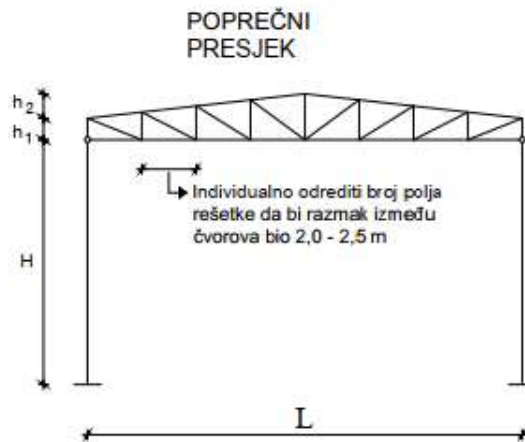 POPREČNI
PRESJEK
h2
h1
Individualno odrediti broj polja
rešetke da bi razmak između
čvorova bio 2,0 - 2,5 m
H
L